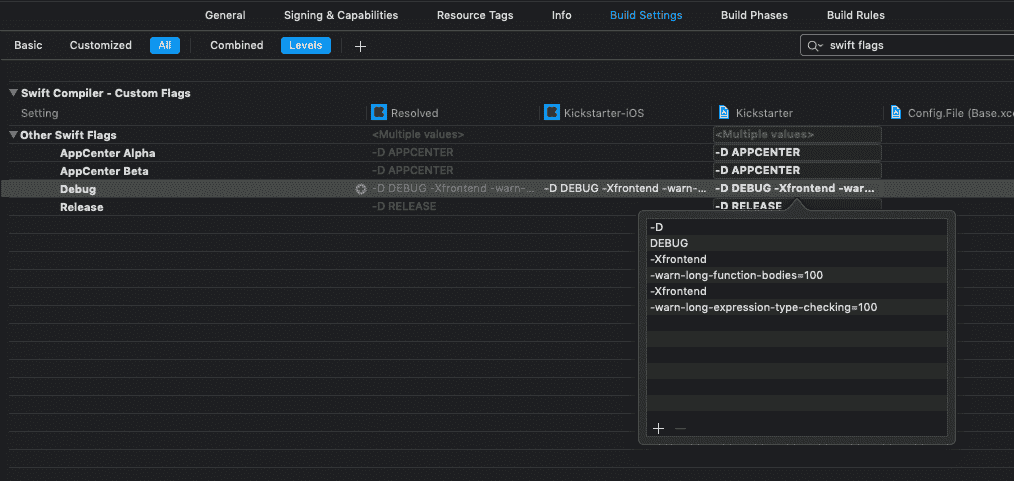 General Signing & Capabilities Resource Tags Info Build Settings Build Phases Build Rules
Basic Customized All Combined Levels + swift flags
Swift Compiler - Custom Flags
Setting Resolved Kickstarter-iOS Kickstarter Config.File (Base.xc
Other Swift Flags <Multiple values> <Multiple values>
AppCenter Alpha -D APPCENTER -D APPCENTER
AppCenter Beta -D APPCENTER -D APPCENTER
Debug -D DEBUG -Xfrontend -warn-... -D DEBUG -Xfrontend -warn-... -D DEBUG -Xfrontend -war...
Release -D RELEASE -D RELEASE
-D
DEBUG
-Xfrontend
-warn-long-function-bodies=100
-Xfrontend
-warn-long-expression-type-checking=100
+ —